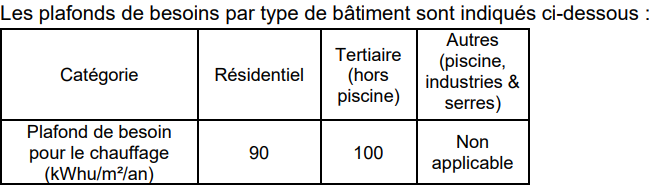 Les plafonds de besoins par type de bâtiment sont indiqués ci-dessous :
Catégorie
Résidentiel
Tertiaire
(hors
piscine)
Autres
(piscine,
industries &
serres)
Plafond de besoin
pour le chauffage
(kWhu/m²/an)
90
100
Non
applicable